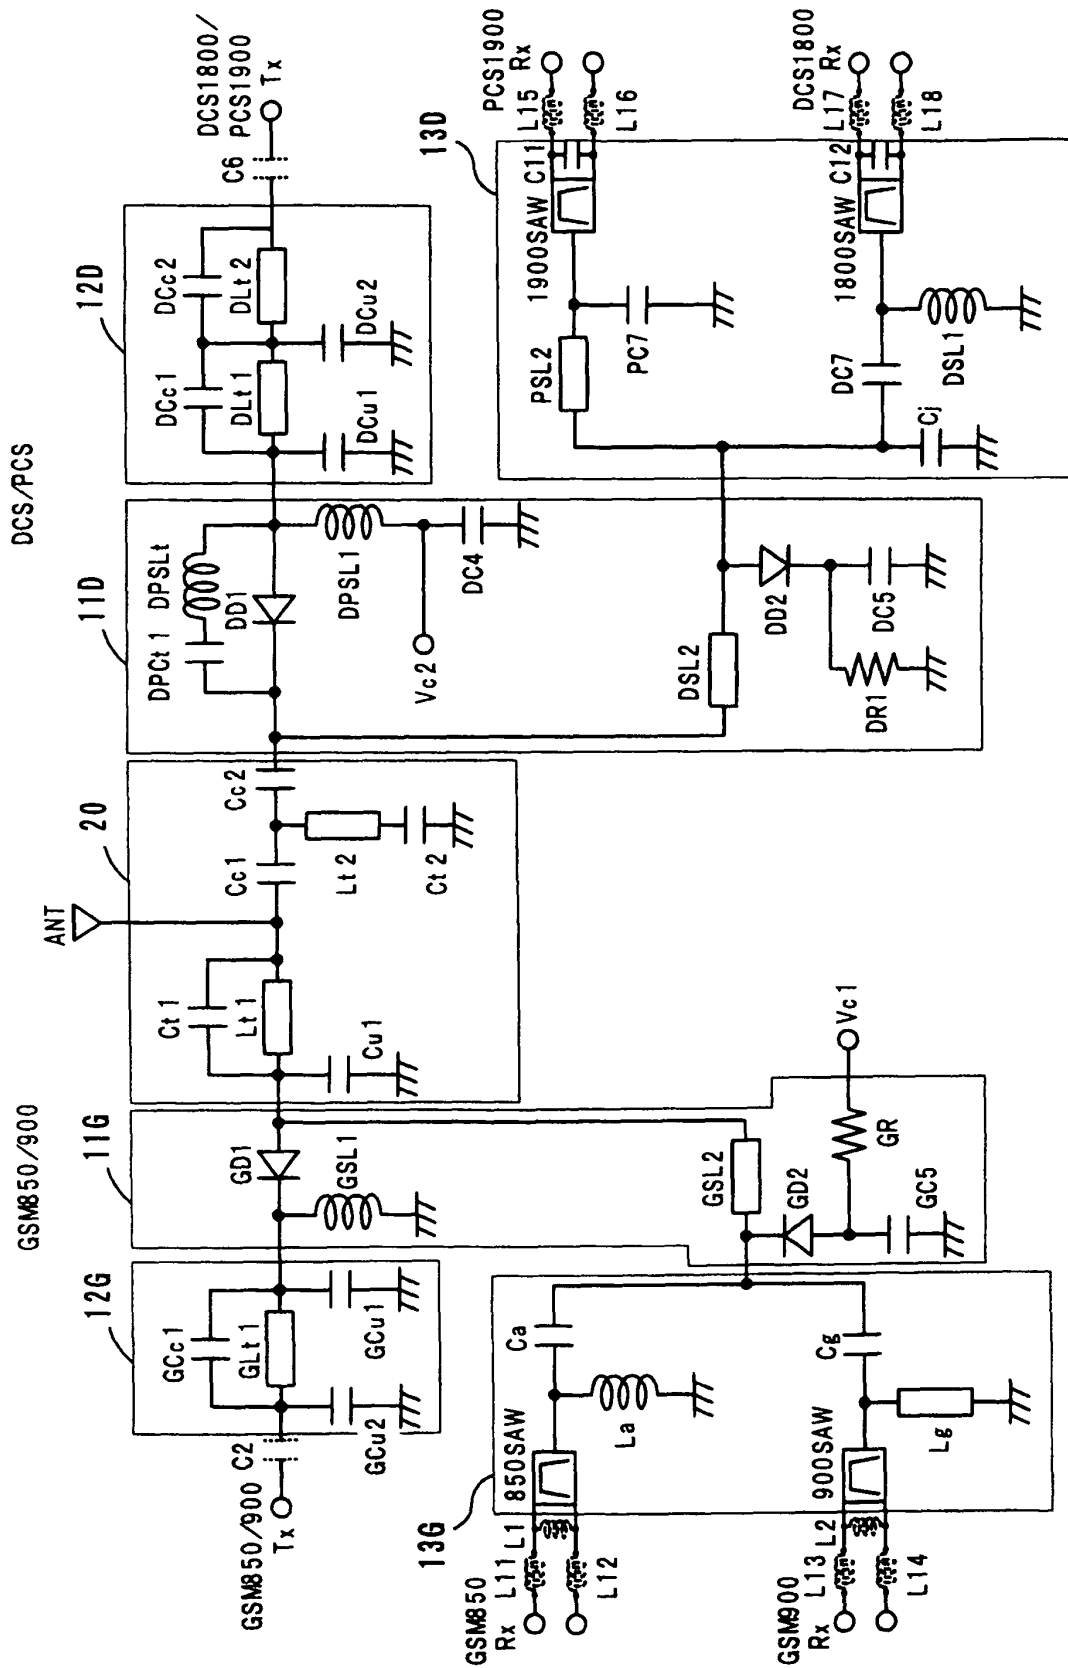 GSM850/900
DCS/PCS
ANT
20
12G
11G
11D
12D
13G
13D
GSM850/900
Tx
C2
GCc1
GLt1
GCu2
GCu1
GD1
GSL1
Ct1
Lt1
Cu1
Cc1
Cc2
Lt2
Ct2
DPCt1
DPSLt
DD1
DPSL1
Vc2
DC4
DCc1
DLt1
DCu1
DCc2
DLt2
DCu2
C6
DCS1800/
PCS1900
Tx
GSM850
Rx
L11
L12
L1
850SAW
Ca
La
GSM900
Rx
L13
L14
L2
900SAW
Cg
Lg
GSL2
GD2
GC5
GR
Vc1
DSL2
DD2
DC5
DR1
PSL2
PC7
1900SAW
C11
L15
L16
PCS1900
Rx
Cj
DC7
DSL1
1800SAW
C12
L17
L18
DCS1800
Rx